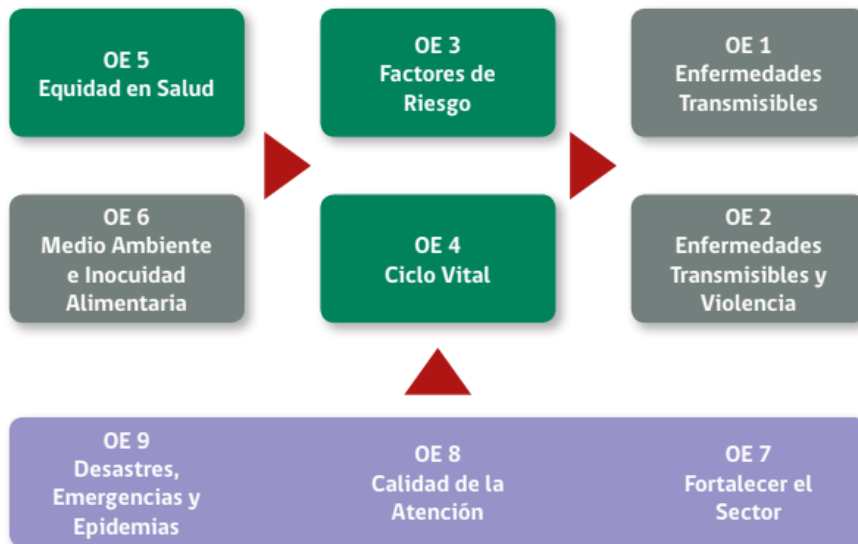 OE 5
Equidad en Salud
OE 3
Factores de
Riesgo
OE 1
Enfermedades
Transmisibles
OE 6
Medio Ambiente
e Inocuidad
Alimentaria
OE 4
Ciclo Vital
OE 2
Enfermedades
Transmisibles y
Violencia
OE 9
Desastres,
Emergencias y
Epidemias
OE 8
Calidad de la
Atención
OE 7
Fortalecer el
Sector